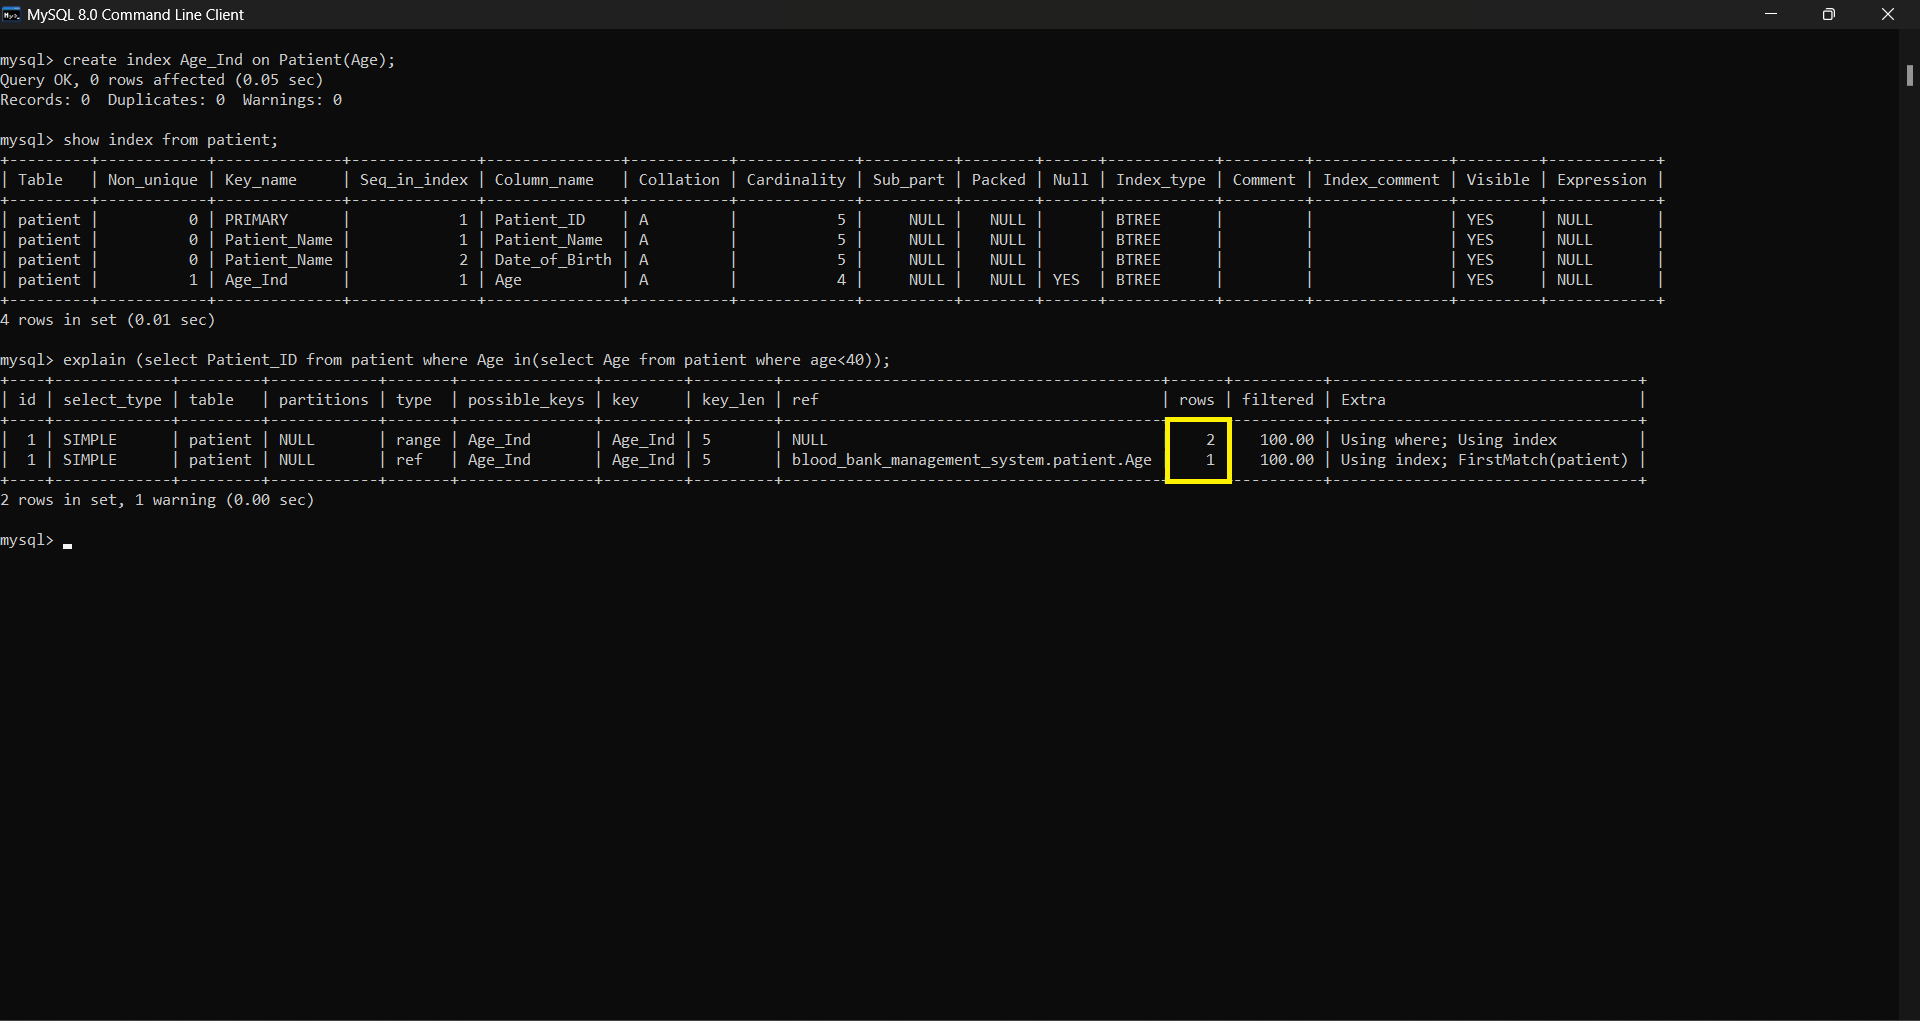 MySQL 8.0 Command Line Client
mysql> create index Age_Ind on Patient(Age);
Query OK, 0 rows affected (0.05 sec)
Records: 0  Duplicates: 0  Warnings: 0
mysql> show index from patient;
+---------+------------+--------------+--------------+---------------+-----------+-------------+----------+--------+------+------------+---------+---------------+---------+------------+
| Table   | Non_unique | Key_name     | Seq_in_index | Column_name   | Collation | Cardinality | Sub_part | Packed | Null | Index_type | Comment | Index_comment | Visible | Expression |
+---------+------------+--------------+--------------+---------------+-----------+-------------+----------+--------+------+------------+---------+---------------+---------+------------+
| patient |          0 | PRIMARY      |            1 | Patient_ID    | A         |           5 |     NULL |   NULL |      | BTREE      |         |               | YES     | NULL       |
| patient |          0 | Patient_Name |            1 | Patient_Name  | A         |           5 |     NULL |   NULL |      | BTREE      |         |               | YES     | NULL       |
| patient |          0 | Patient_Name |            2 | Date_of_Birth | A         |           5 |     NULL |   NULL |      | BTREE      |         |               | YES     | NULL       |
| patient |          1 | Age_Ind      |            1 | Age           | A         |           4 |     NULL |   NULL | YES  | BTREE      |         |               | YES     | NULL       |
+---------+------------+--------------+--------------+---------------+-----------+-------------+----------+--------+------+------------+---------+---------------+---------+------------+
4 rows in set (0.01 sec)
mysql> explain (select Patient_ID from patient where Age in(select Age from patient where age<40));
+----+-------------+---------+------------+-------+---------------+---------+---------+-----------------------------------------+------+----------+----------------------------------+
| id | select_type | table   | partitions | type  | possible_keys | key     | key_len | ref                                     | rows | filtered | Extra                            |
+----+-------------+---------+------------+-------+---------------+---------+---------+-----------------------------------------+------+----------+----------------------------------+
|  1 | SIMPLE      | patient | NULL       | range | Age_Ind       | Age_Ind | 5       | NULL                                    |    2 |   100.00 | Using where; Using index         |
|  1 | SIMPLE      | patient | NULL       | ref   | Age_Ind       | Age_Ind | 5       | blood_bank_management_system.patient.Age |    1 |   100.00 | Using index; FirstMatch(patient) |
+----+-------------+---------+------------+-------+---------------+---------+---------+-----------------------------------------+------+----------+----------------------------------+
2 rows in set, 1 warning (0.00 sec)
mysql> _